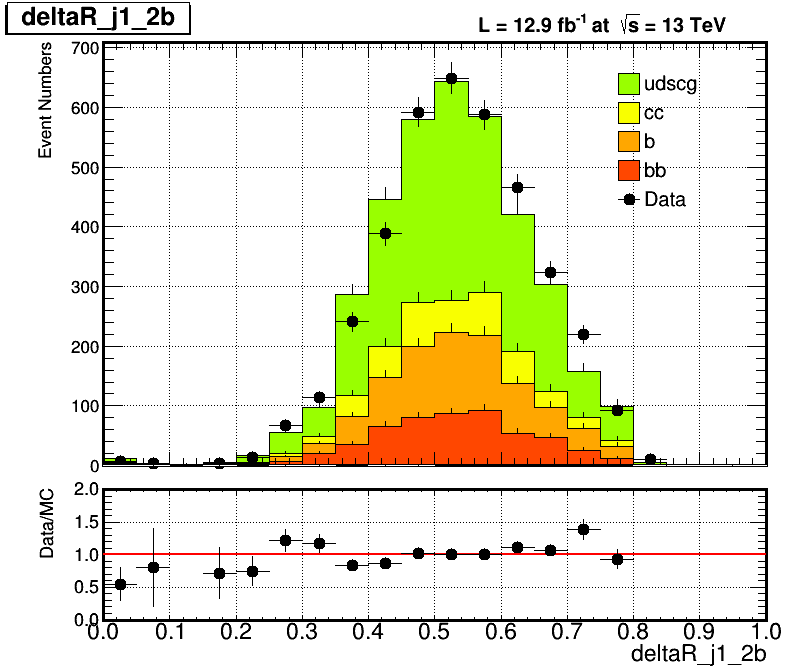 deltaR_j1_2b
L = 12.9 fb⁻¹ at √s = 13 TeV
Event Numbers
700
600
500
400
300
200
100
0
udscg
cc
b
bb
Data
Data/MC
2.0
1.5
1.0
0.5
0.0
0.0 0.1 0.2 0.3 0.4 0.5 0.6 0.7 0.8 0.9 1.0
deltaR_j1_2b